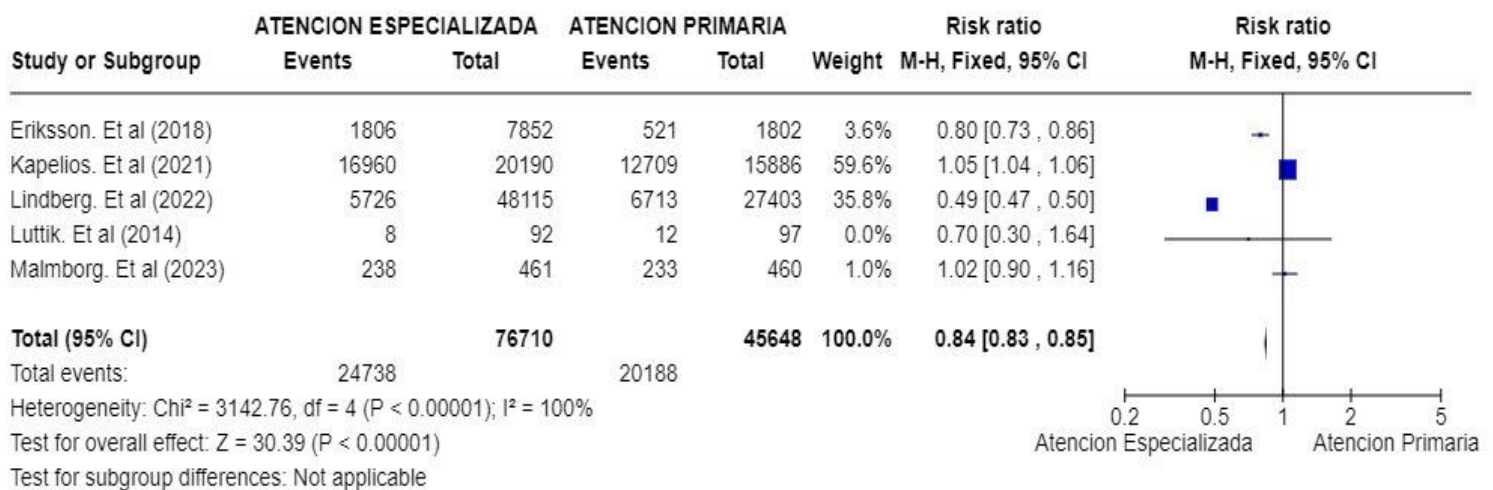 ATENCION ESPECIALIZADA ATENCION PRIMARIA Risk ratio Risk ratio
Study or Subgroup Events Total Events Total Weight M-H, Fixed, 95% CI M-H, Fixed, 95% CI
Eriksson. Et al (2018) 1806 7852 521 1802 3.6% 0.80 [0.73 , 0.86]
Kapelios. Et al (2021) 16960 20190 12709 15886 59.6% 1.05 [1.04 , 1.06]
Lindberg. Et al (2022) 5726 48115 6713 27403 35.8% 0.49 [0.47 , 0.50]
Luttik. Et al (2014) 8 92 12 97 0.0% 0.70 [0.30 , 1.64]
Malmborg. Et al (2023) 238 461 233 460 1.0% 1.02 [0.90 , 1.16]
Total (95% CI) 76710 45648 100.0% 0.84 [0.83 , 0.85]
Total events: 24738 20188
Heterogeneity: Chi² = 3142.76, df = 4 (P < 0.00001); I² = 100%
0.2 0.5 1 2 5
Test for overall effect: Z = 30.39 (P < 0.00001) Atencion Especializada Atencion Primaria
Test for subgroup differences: Not applicable